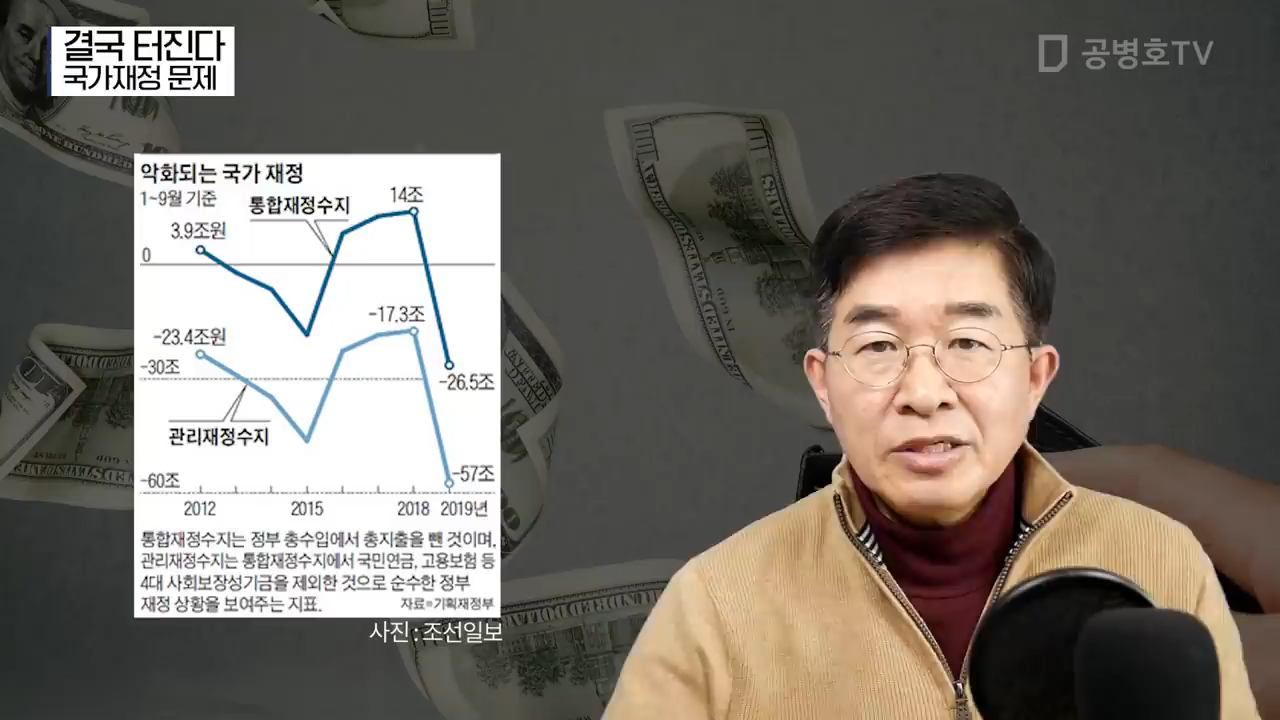 결국 터진다
국가재정 문제
공병호TV
악화되는 국가 재정
1~9월 기준
통합재정수지
14조
3.9조원
0
-17.3조
-23.4조원
-30조
-26.5조
관리재정수지
-57조
-60조
2012 2015 2018 2019년
통합재정수지는 정부 총수입에서 총지출을 뺀 것이며,
관리재정수지는 통합재정수지에서 국민연금, 고용보험 등
4대 사회보장성기금을 제외한 것으로 순수한 정부
재정 상황을 보여주는 지표.
자료=기획재정부
사진 : 조선일보